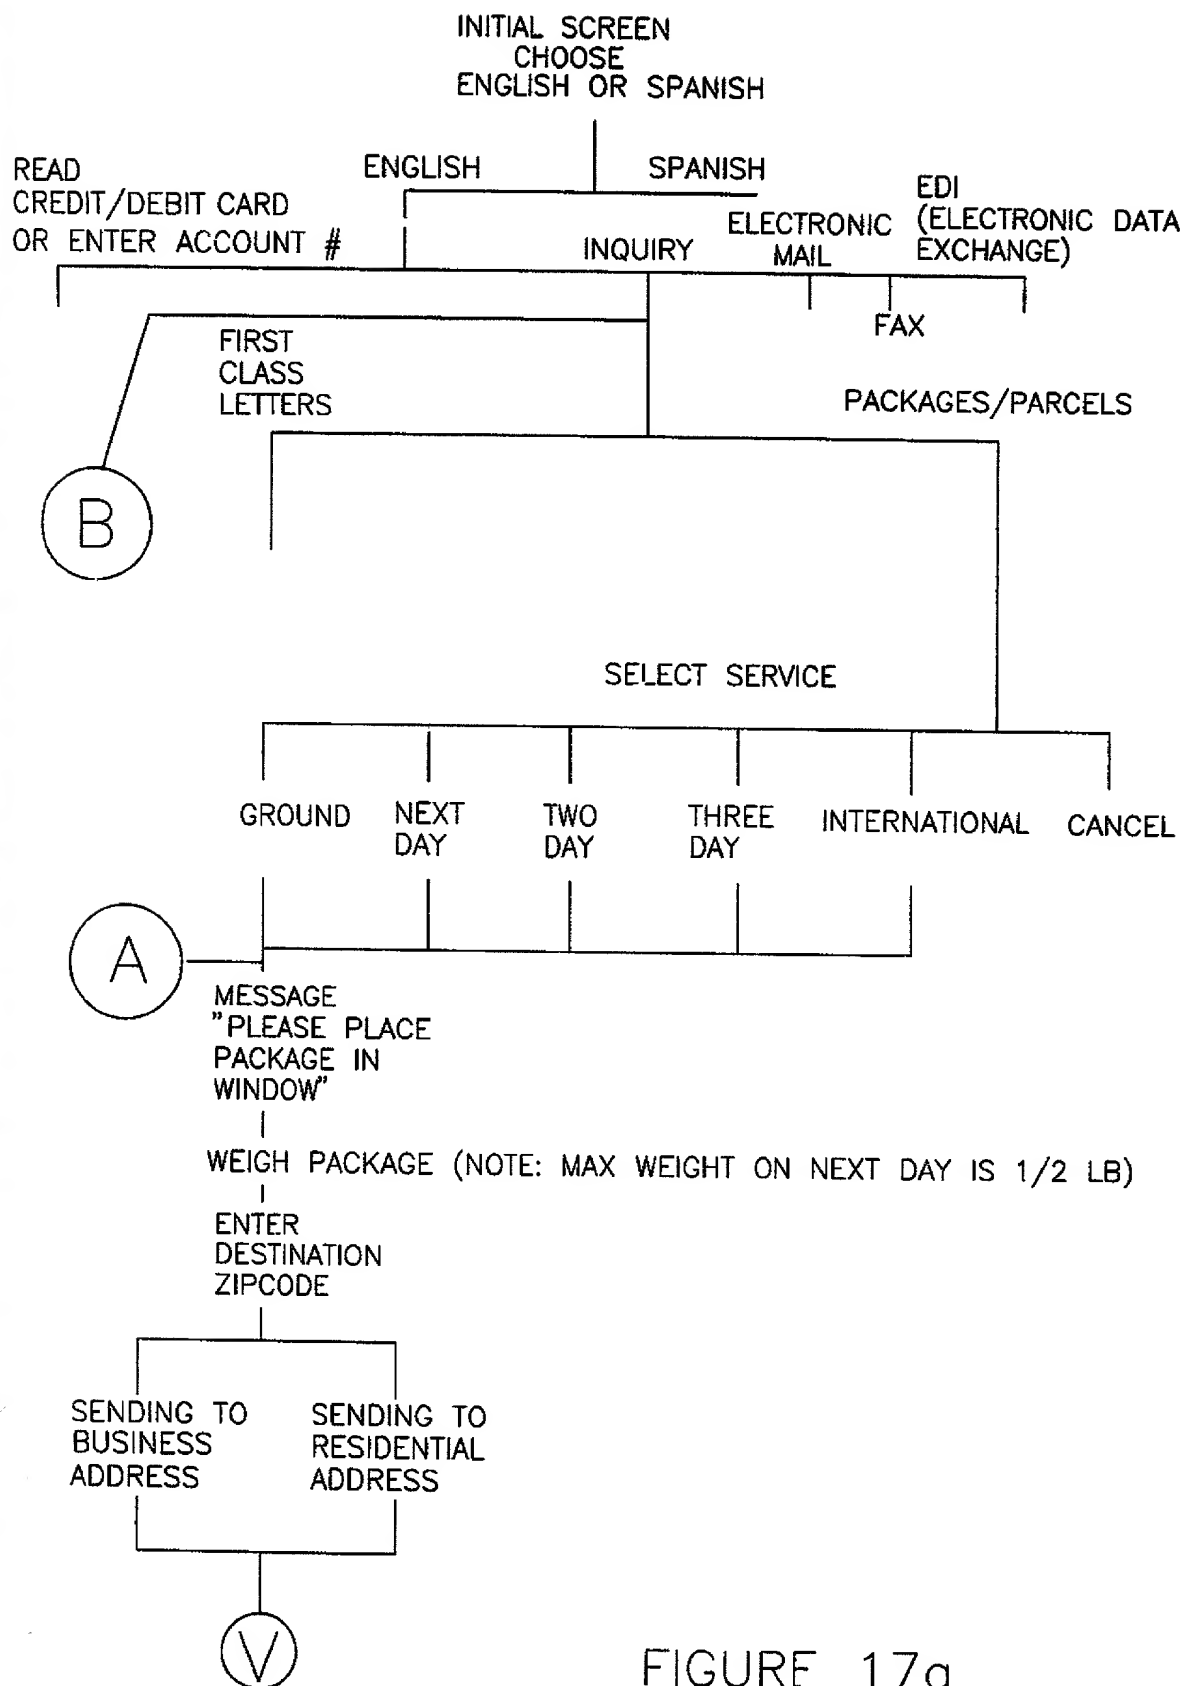 INITIAL SCREEN
CHOOSE
ENGLISH OR SPANISH
ENGLISH
SPANISH
READ
CREDIT/DEBIT CARD
OR ENTER ACCOUNT #
INQUIRY
ELECTRONIC
MAIL
EDI
(ELECTRONIC DATA
EXCHANGE)
FAX
FIRST
CLASS
LETTERS
PACKAGES/PARCELS
B
SELECT SERVICE
GROUND
NEXT
DAY
TWO
DAY
THREE
DAY
INTERNATIONAL
CANCEL
A
MESSAGE
"PLEASE PLACE
PACKAGE IN
WINDOW"
WEIGH PACKAGE (NOTE: MAX WEIGHT ON NEXT DAY IS 1/2 LB)
ENTER
DESTINATION
ZIPCODE
SENDING TO
BUSINESS
ADDRESS
SENDING TO
RESIDENTIAL
ADDRESS
V
FIGURE 17a